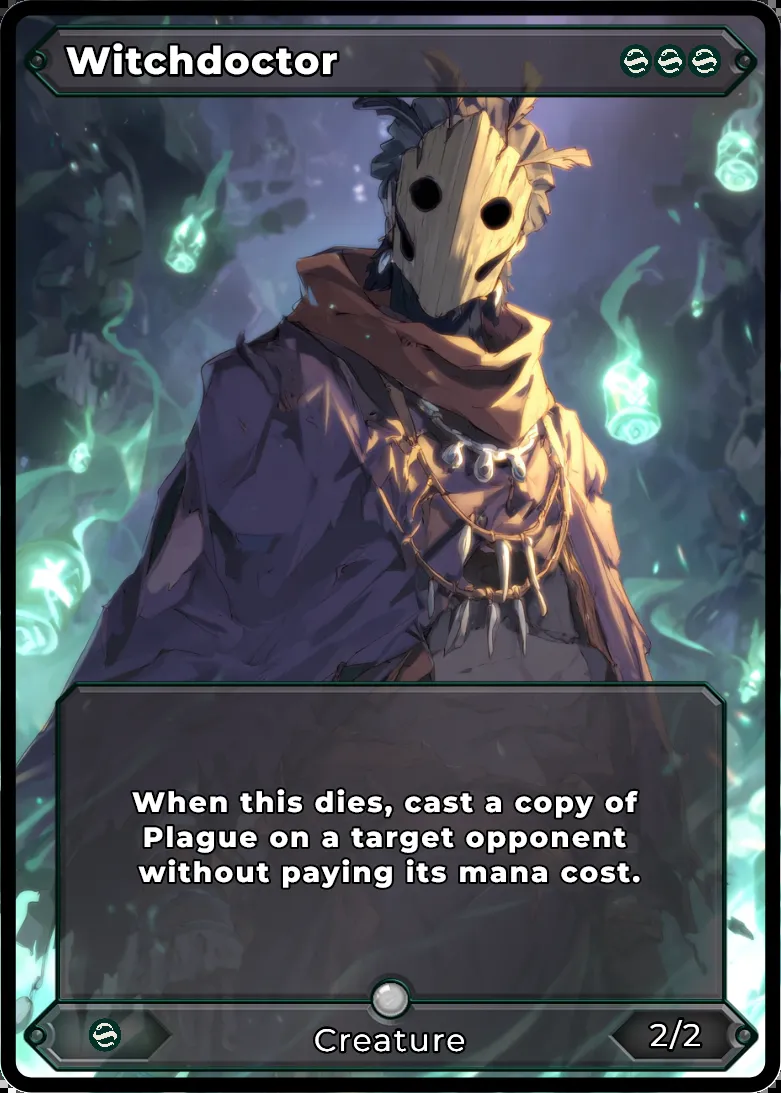 Witchdoctor
When this dies, cast a copy of
Plague on a target opponent
without paying its mana cost.
Creature
2/2